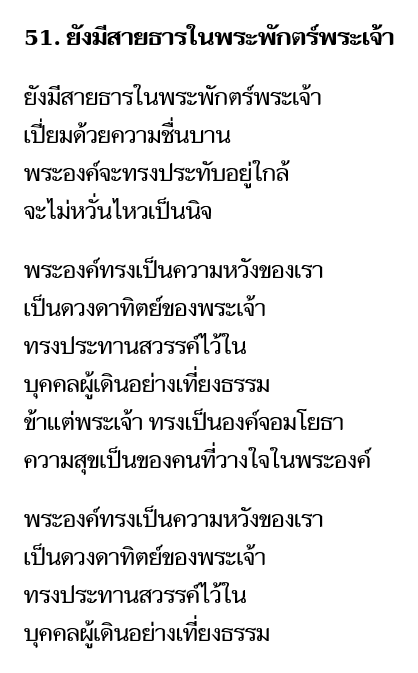 51. ยังมีสายธารในพระพักตร์พระเจ้า
ยังมีสายธารในพระพักตร์พระเจ้า
เปี่ยมด้วยความชื่นบาน
พระองค์จะทรงประทับอยู่ใกล้
จะไม่หวั่นไหวเป็นนิจ
พระองค์ทรงเป็นความหวังของเรา
เป็นดวงดาทิตย์ของพระเจ้า
ทรงประทานสวรรค์ไว้ใน
บุคคลผู้เดินอย่างเที่ยงธรรม
ข้าแต่พระเจ้า ทรงเป็นองค์จอมโยธา
ความสุขเป็นของคนที่วางใจในพระองค์
พระองค์ทรงเป็นความหวังของเรา
เป็นดวงดาทิตย์ของพระเจ้า
ทรงประทานสวรรค์ไว้ใน
บุคคลผู้เดินอย่างเที่ยงธรรม